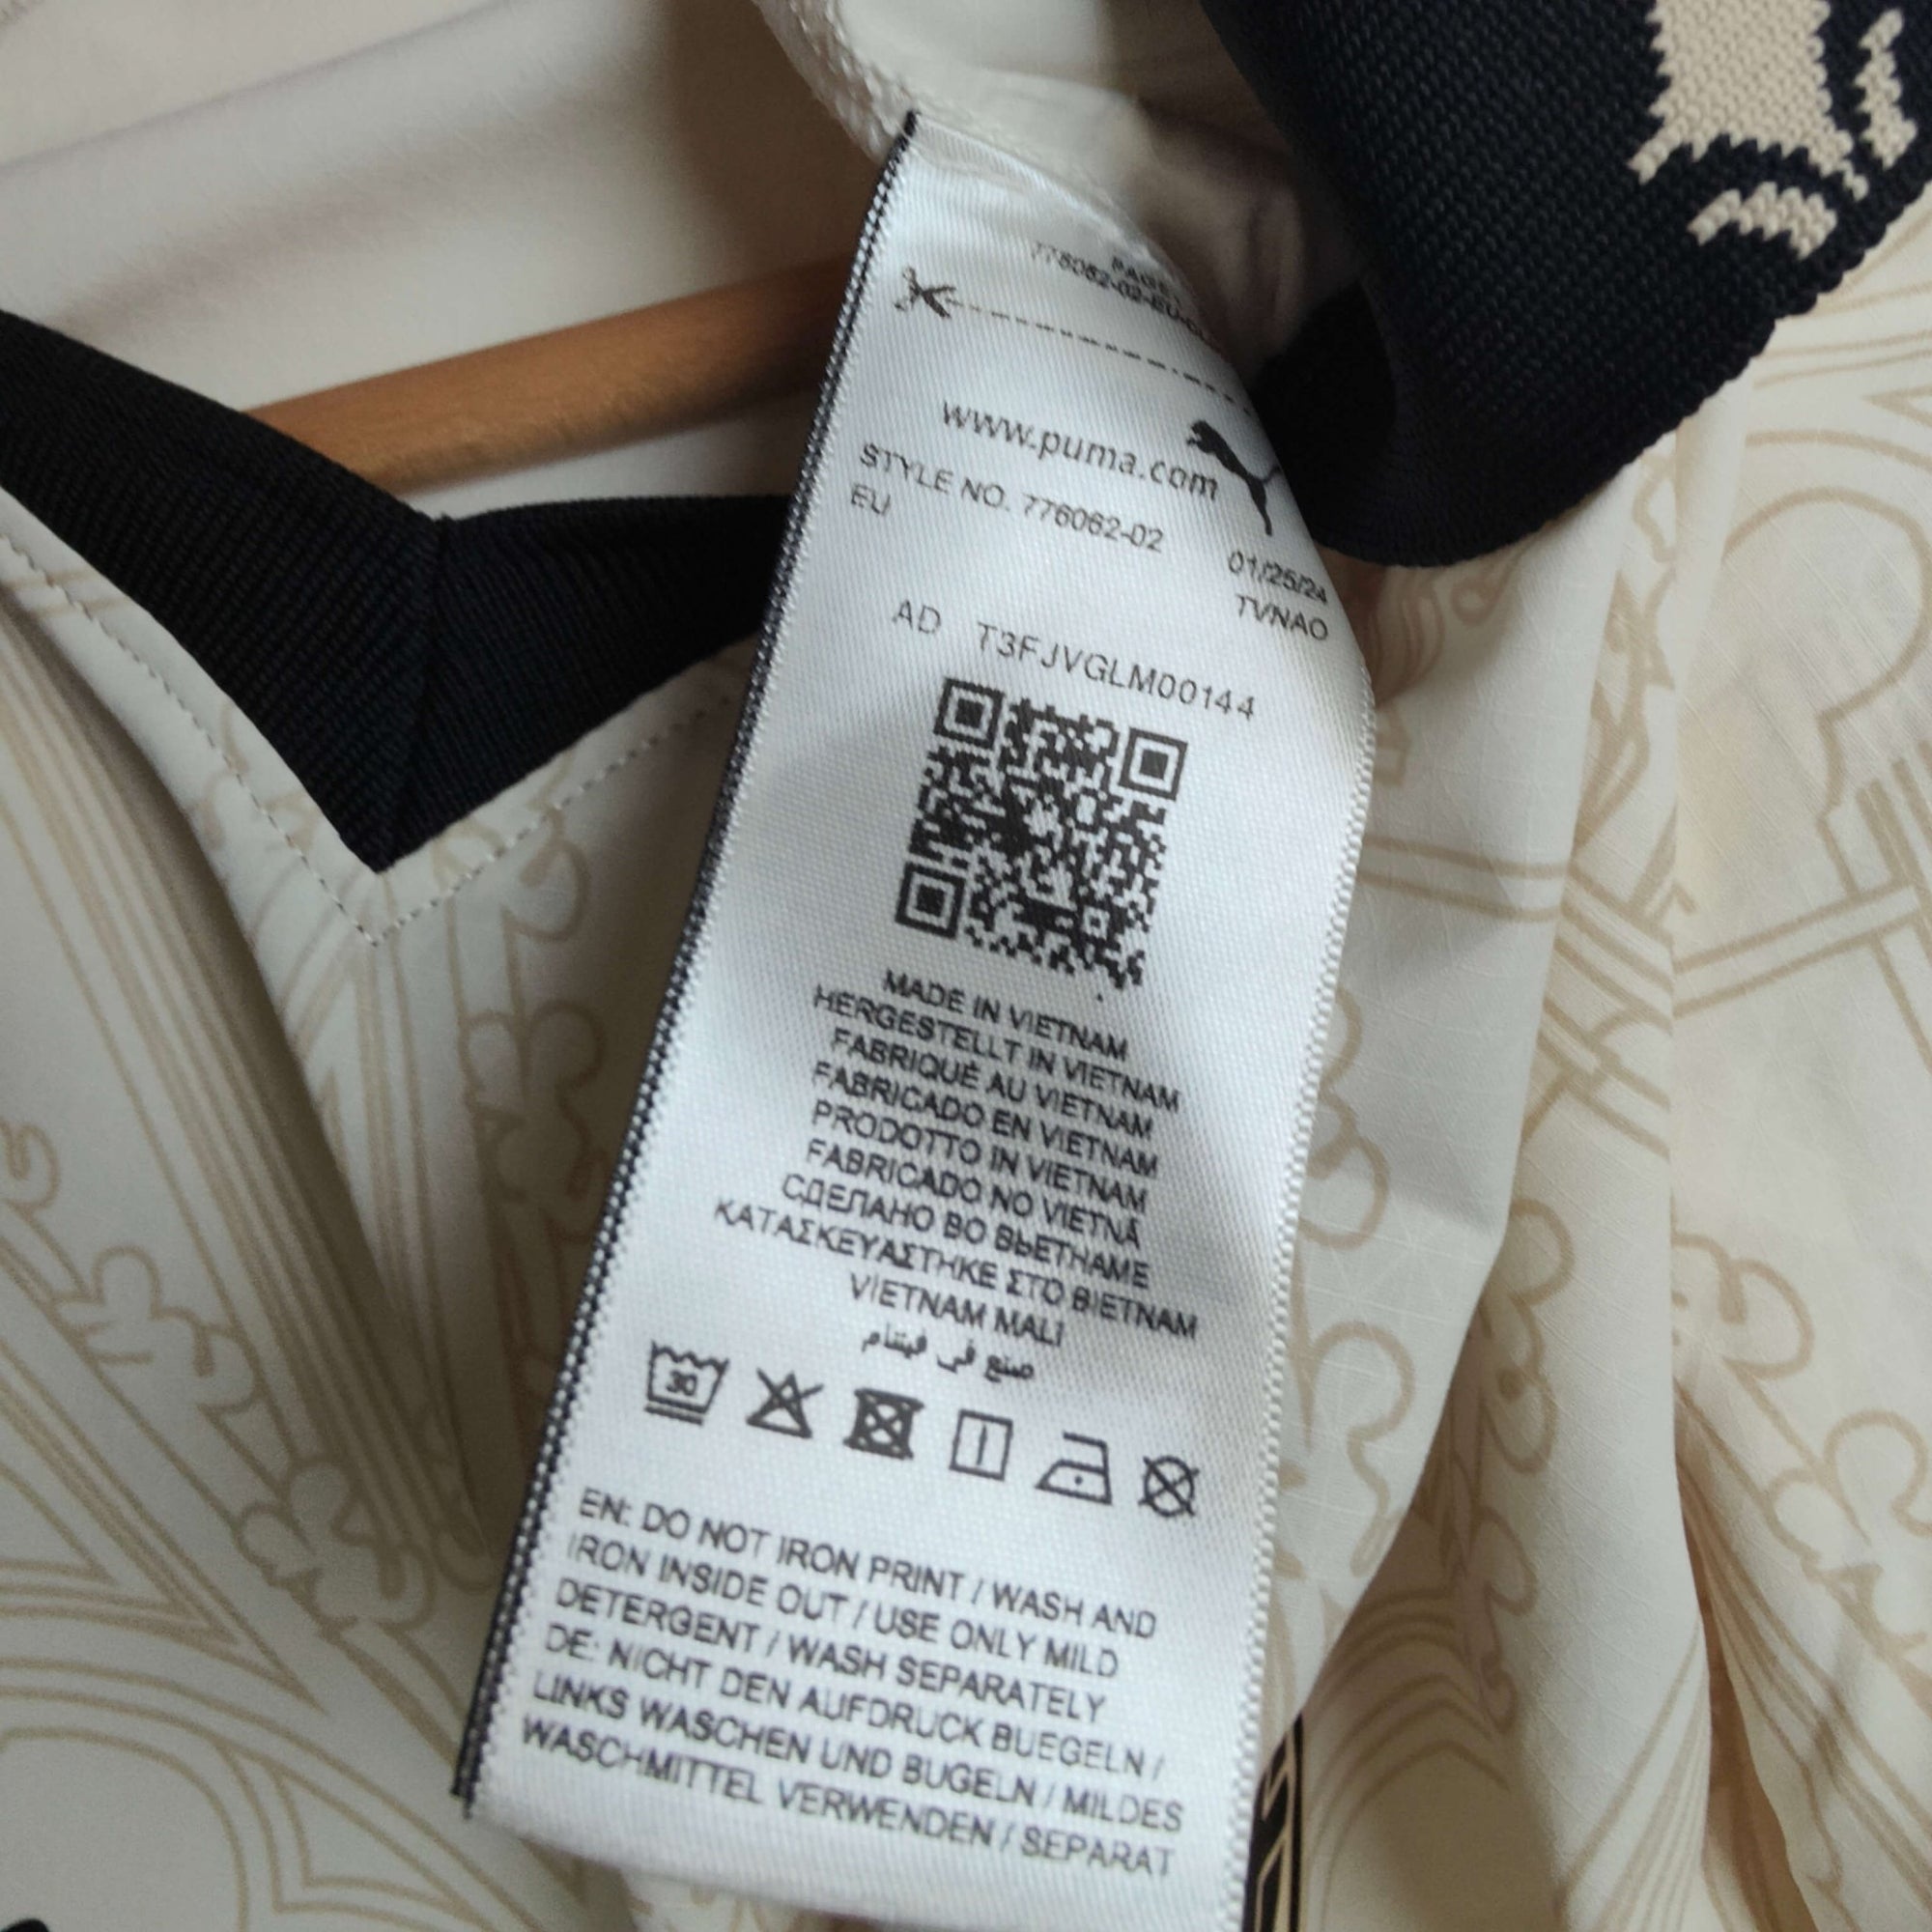 776062-02-EU-
www.puma.com
STYLE NO. 776062-02
EU
01/25/24
TVNAO
AD T3FJVGLM00144
MADE IN VIETNAM
HERGESTELLT IN VIETNAM
FABRIQUÉ AU VIETNAM
FABRICADO EN VIETNAM
PRODOTTO IN VIETNAM
FABRICADO NO VIETNÃ
СДЕЛАНО ВО ВЬЕТНАМЕ
ΚΑΤΑΣΚΕΥΑΣΤΗΚΕ ΣΤΟ ΒΙΕΤΝΑΜ
VIETNAM MALI
صنع في فيتنام
30
EN: DO NOT IRON PRINT / WASH AND
IRON INSIDE OUT / USE ONLY MILD
DETERGENT / WASH SEPARATELY
DE: NICHT DEN AUFDRUCK BUEGELN /
LINKS WASCHEN UND BUGELN / MILDES
WASCHMITTEL VERWENDEN / SEPARAT